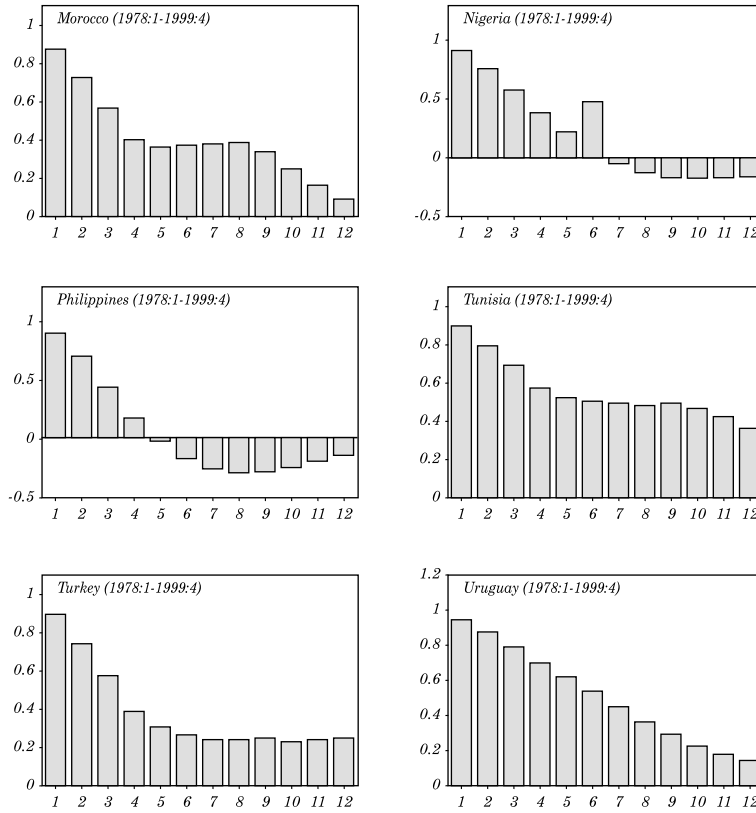 Morocco (1978:1-1999:4)
1
0.8
0.6
0.4
0.2
0
1 2 3 4 5 6 7 8 9 10 11 12
Nigeria (1978:1-1999:4)
1
0.5
0
-0.5
1 2 3 4 5 6 7 8 9 10 11 12
Philippines (1978:1-1999:4)
1
0.5
0
-0.5
1 2 3 4 5 6 7 8 9 10 11 12
Tunisia (1978:1-1999:4)
1
0.8
0.6
0.4
0.2
0
1 2 3 4 5 6 7 8 9 10 11 12
Turkey (1978:1-1999:4)
1
0.8
0.6
0.4
0.2
0
1 2 3 4 5 6 7 8 9 10 11 12
Uruguay (1978:1-1999:4)
1.2
1
0.8
0.6
0.4
0.2
0
1 2 3 4 5 6 7 8 9 10 11 12